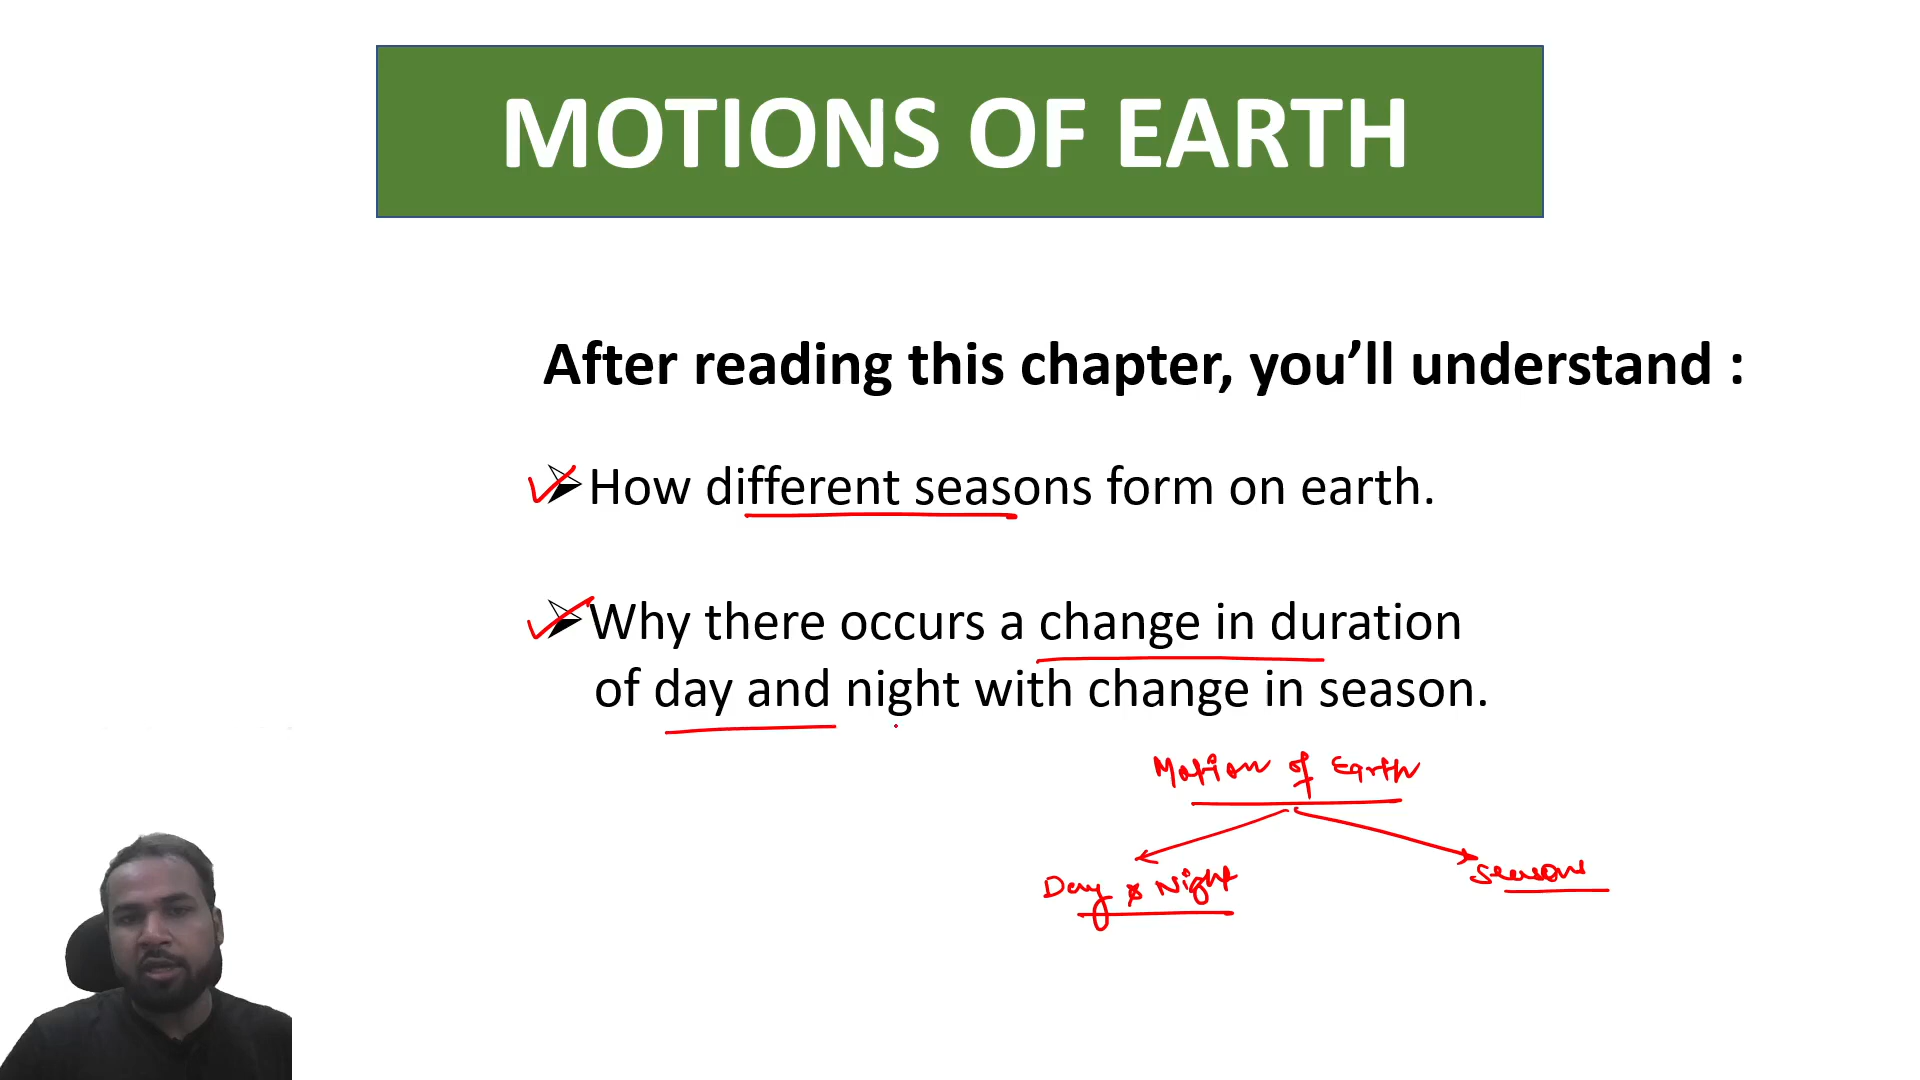 MOTIONS OF EARTH
After reading this chapter, you’ll understand :
How different seasons form on earth.
Why there occurs a change in duration
of day and night with change in season.
Motion of Earth
Day & Night
Seasons